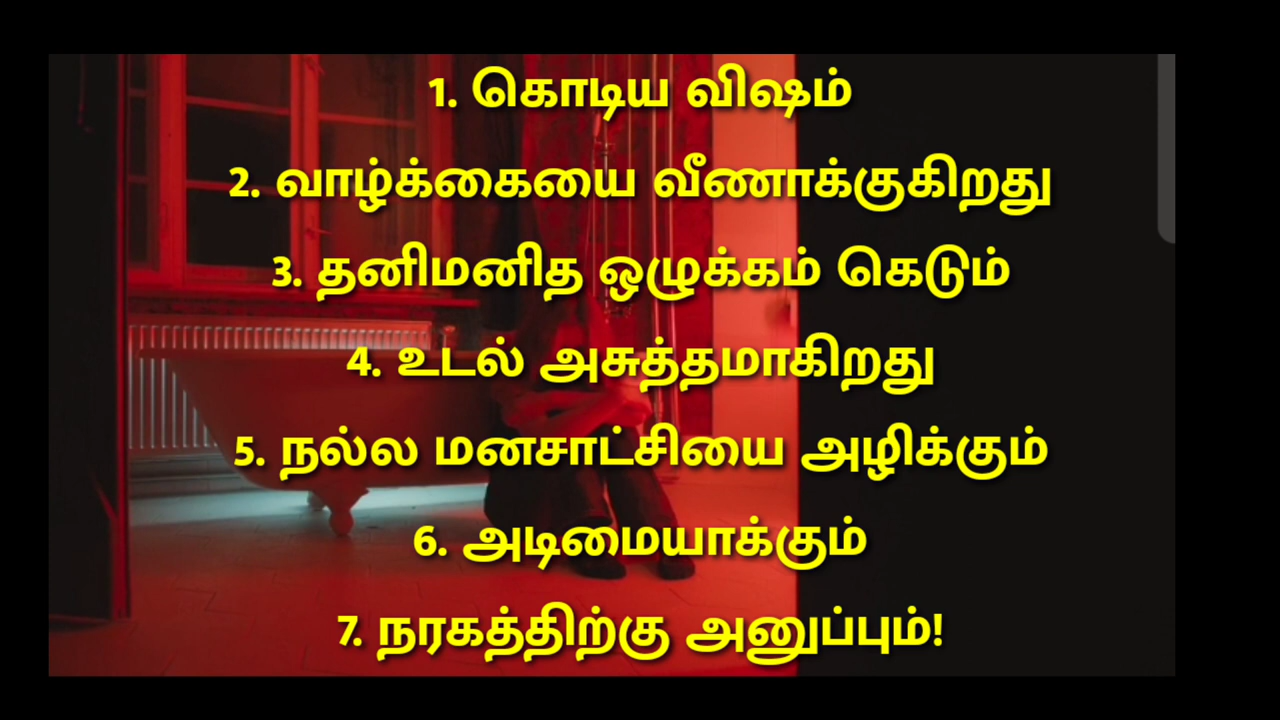 1. கொடிய விஷம்
2. வாழ்க்கையை வீணாக்குகிறது
3. தனிமனித ஒழுக்கம் கெடும்
4. உடல் அசுத்தமாகிறது
5. நல்ல மனசாட்சியை அழிக்கும்
6. அடிமையாக்கும்
7. நரகத்திற்கு அனுப்பும்!